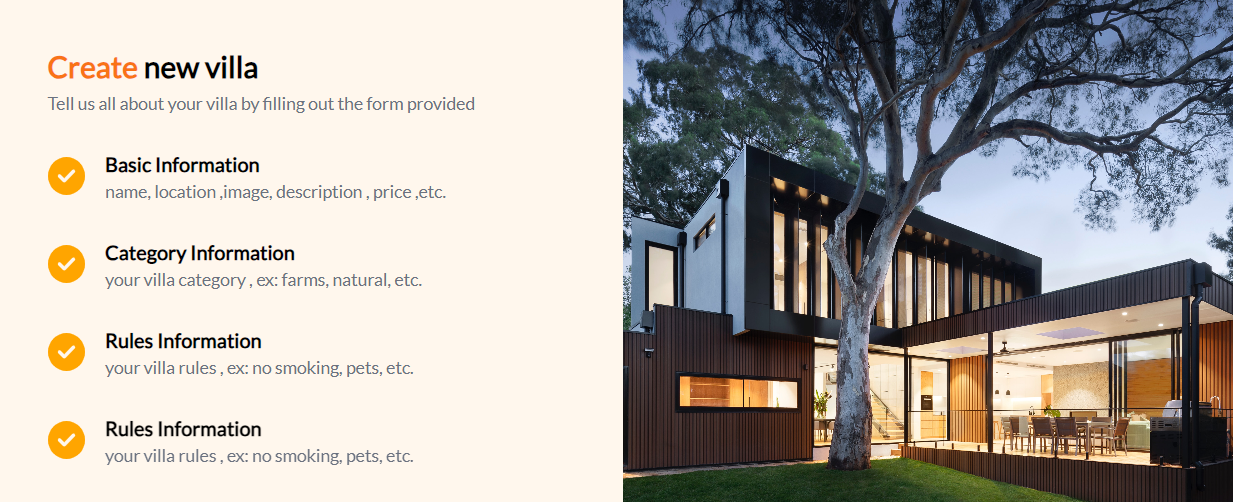 Create new villa
Tell us all about your villa by filling out the form provided
Basic Information
name, location ,image, description , price ,etc.
Category Information
your villa category , ex: farms, natural, etc.
Rules Information
your villa rules , ex: no smoking, pets, etc.
Rules Information
your villa rules , ex: no smoking, pets, etc.